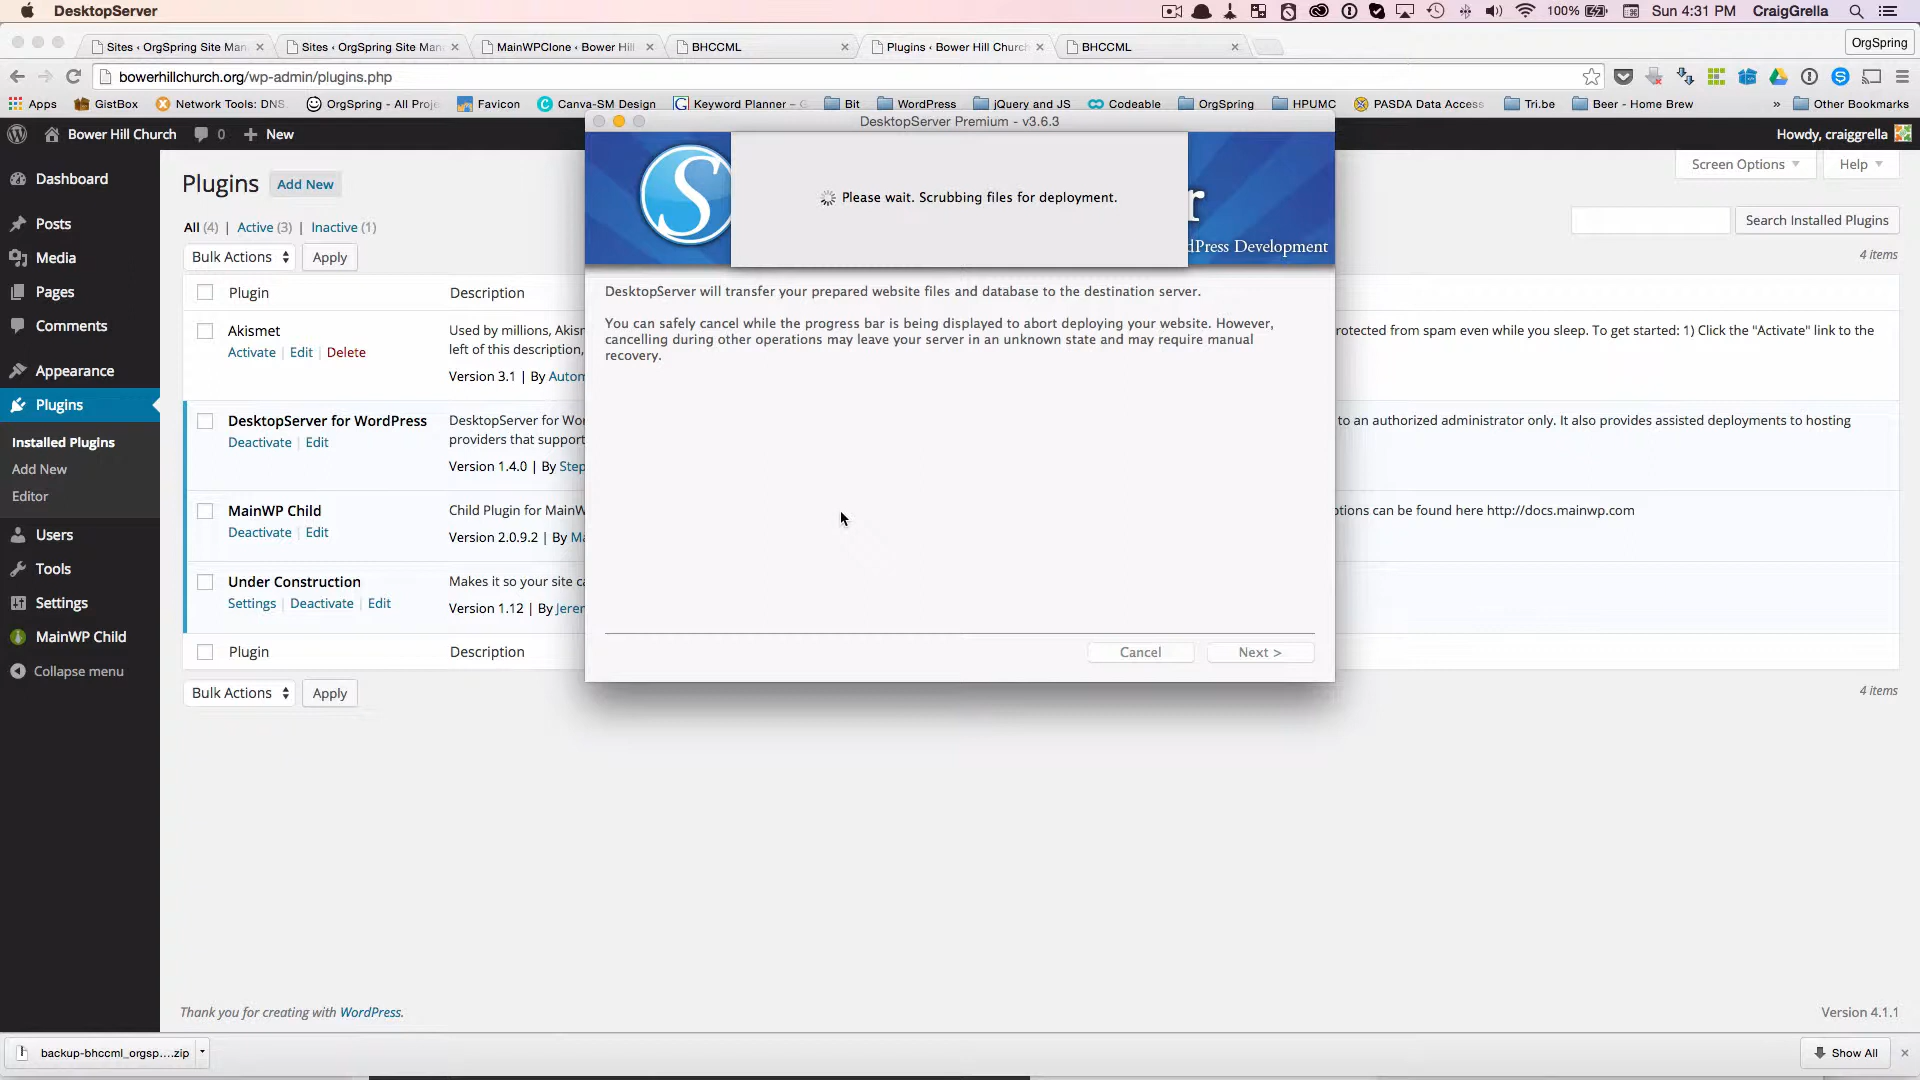 DesktopServer
100%
Sun 4:31 PM
CraigGrella
Sites ‹ OrgSpring Site Man
Sites ‹ OrgSpring Site Man
MainWPClone ‹ Bower Hil
BHCCML
Plugins ‹ Bower Hill Church
BHCCML
OrgSpring
bowerhillchurch.org/wp-admin/plugins.php
Apps
GistBox
Network Tools: DNS,
OrgSpring - All Proje
Favicon
Canva-SM Design
Keyword Planner –
Bit
WordPress
jQuery and JS
Codeable
OrgSpring
HPUMC
PASDA Data Access
Tri.be
Beer - Home Brew
»
Other Bookmarks
Bower Hill Church
0
New
Howdy, craiggrella
DesktopServer Premium - v3.6.3
S
Please wait. Scrubbing files for deployment.
r
dPress Development
DesktopServer will transfer your prepared website files and database to the destination server.
You can safely cancel while the progress bar is being displayed to abort deploying your website. However,
cancelling during other operations may leave your server in an unknown state and may require manual
recovery.
Cancel
Next >
Dashboard
Posts
Media
Pages
Comments
Appearance
Plugins
Installed Plugins
Add New
Editor
Users
Tools
Settings
MainWP Child
Collapse menu
Plugins
Add New
Screen Options
Help
All (4) | Active (3) | Inactive (1)
Search Installed Plugins
Bulk Actions
Apply
4 items
Plugin
Description
Akismet
Activate | Edit | Delete
Used by millions, Akism
left of this description,
Version 3.1 | By Autom
rotected from spam even while you sleep. To get started: 1) Click the "Activate" link to the
DesktopServer for WordPress
Deactivate | Edit
DesktopServer for Wor
providers that support
Version 1.4.0 | By Step
to an authorized administrator only. It also provides assisted deployments to hosting
MainWP Child
Deactivate | Edit
Child Plugin for MainW
Version 2.0.9.2 | By Ma
otions can be found here http://docs.mainwp.com
Under Construction
Settings | Deactivate | Edit
Makes it so your site ca
Version 1.12 | By Jerer
Plugin
Description
Bulk Actions
Apply
4 items
Thank you for creating with WordPress.
Version 4.1.1
backup-bhccml_orgsp....zip
Show All